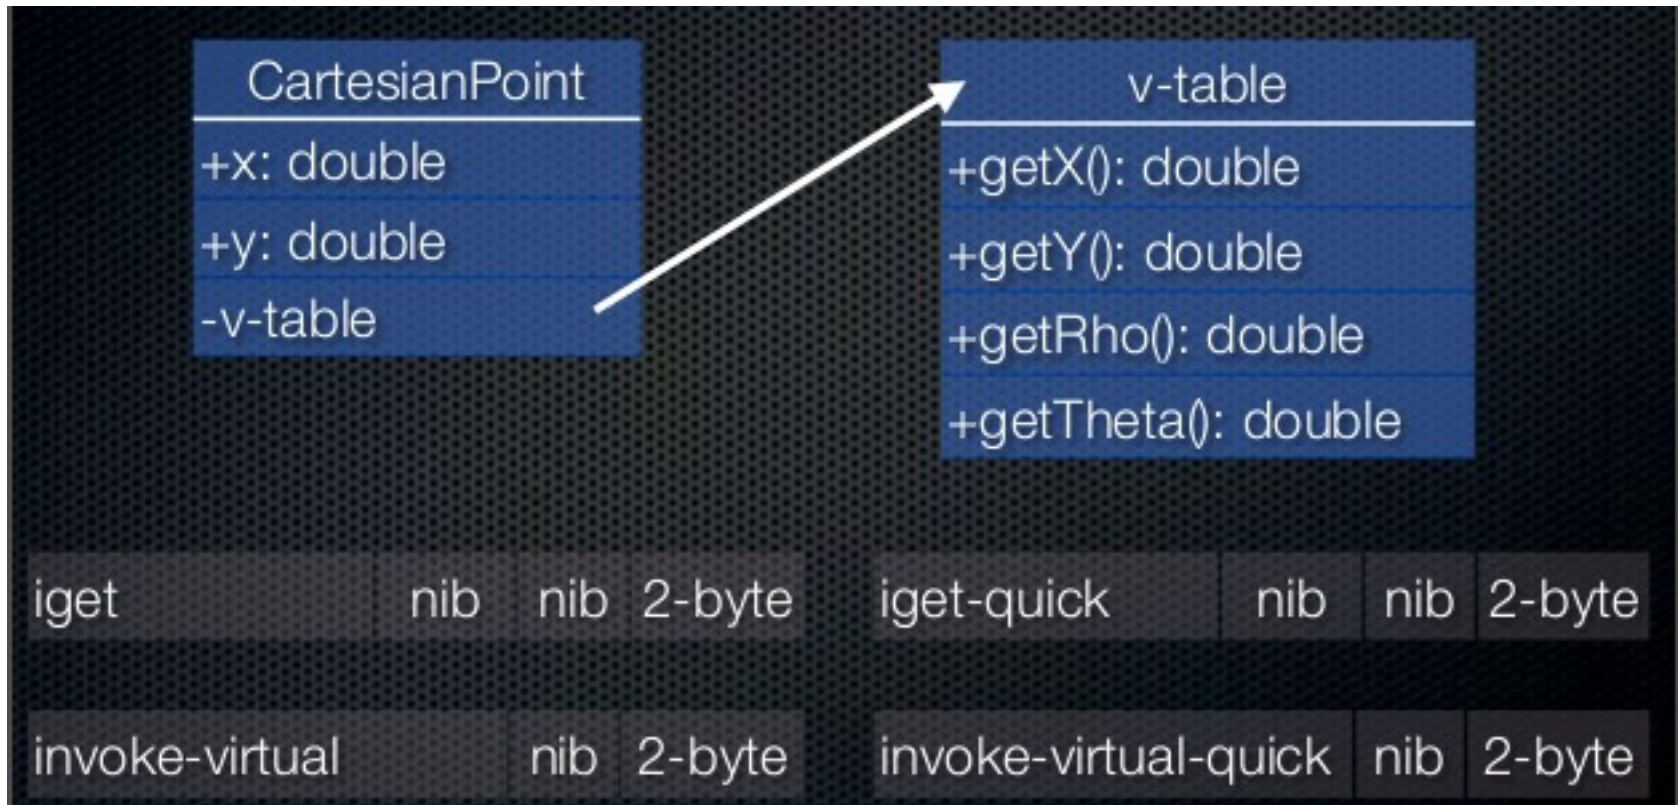 CartesianPoint
+x: double
+y: double
-v-table
v-table
+getX(): double
+getY(): double
+getRho(): double
+getTheta(): double
iget nib nib 2-byte
iget-quick nib nib 2-byte
invoke-virtual nib 2-byte
invoke-virtual-quick nib 2-byte